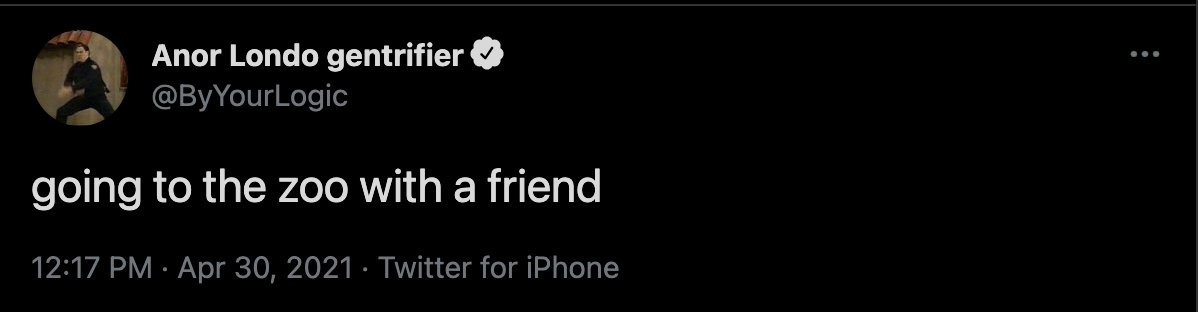 Anor Londo gentrifier
@ByYourLogic
going to the zoo with a friend
12:17 PM · Apr 30, 2021 · Twitter for iPhone